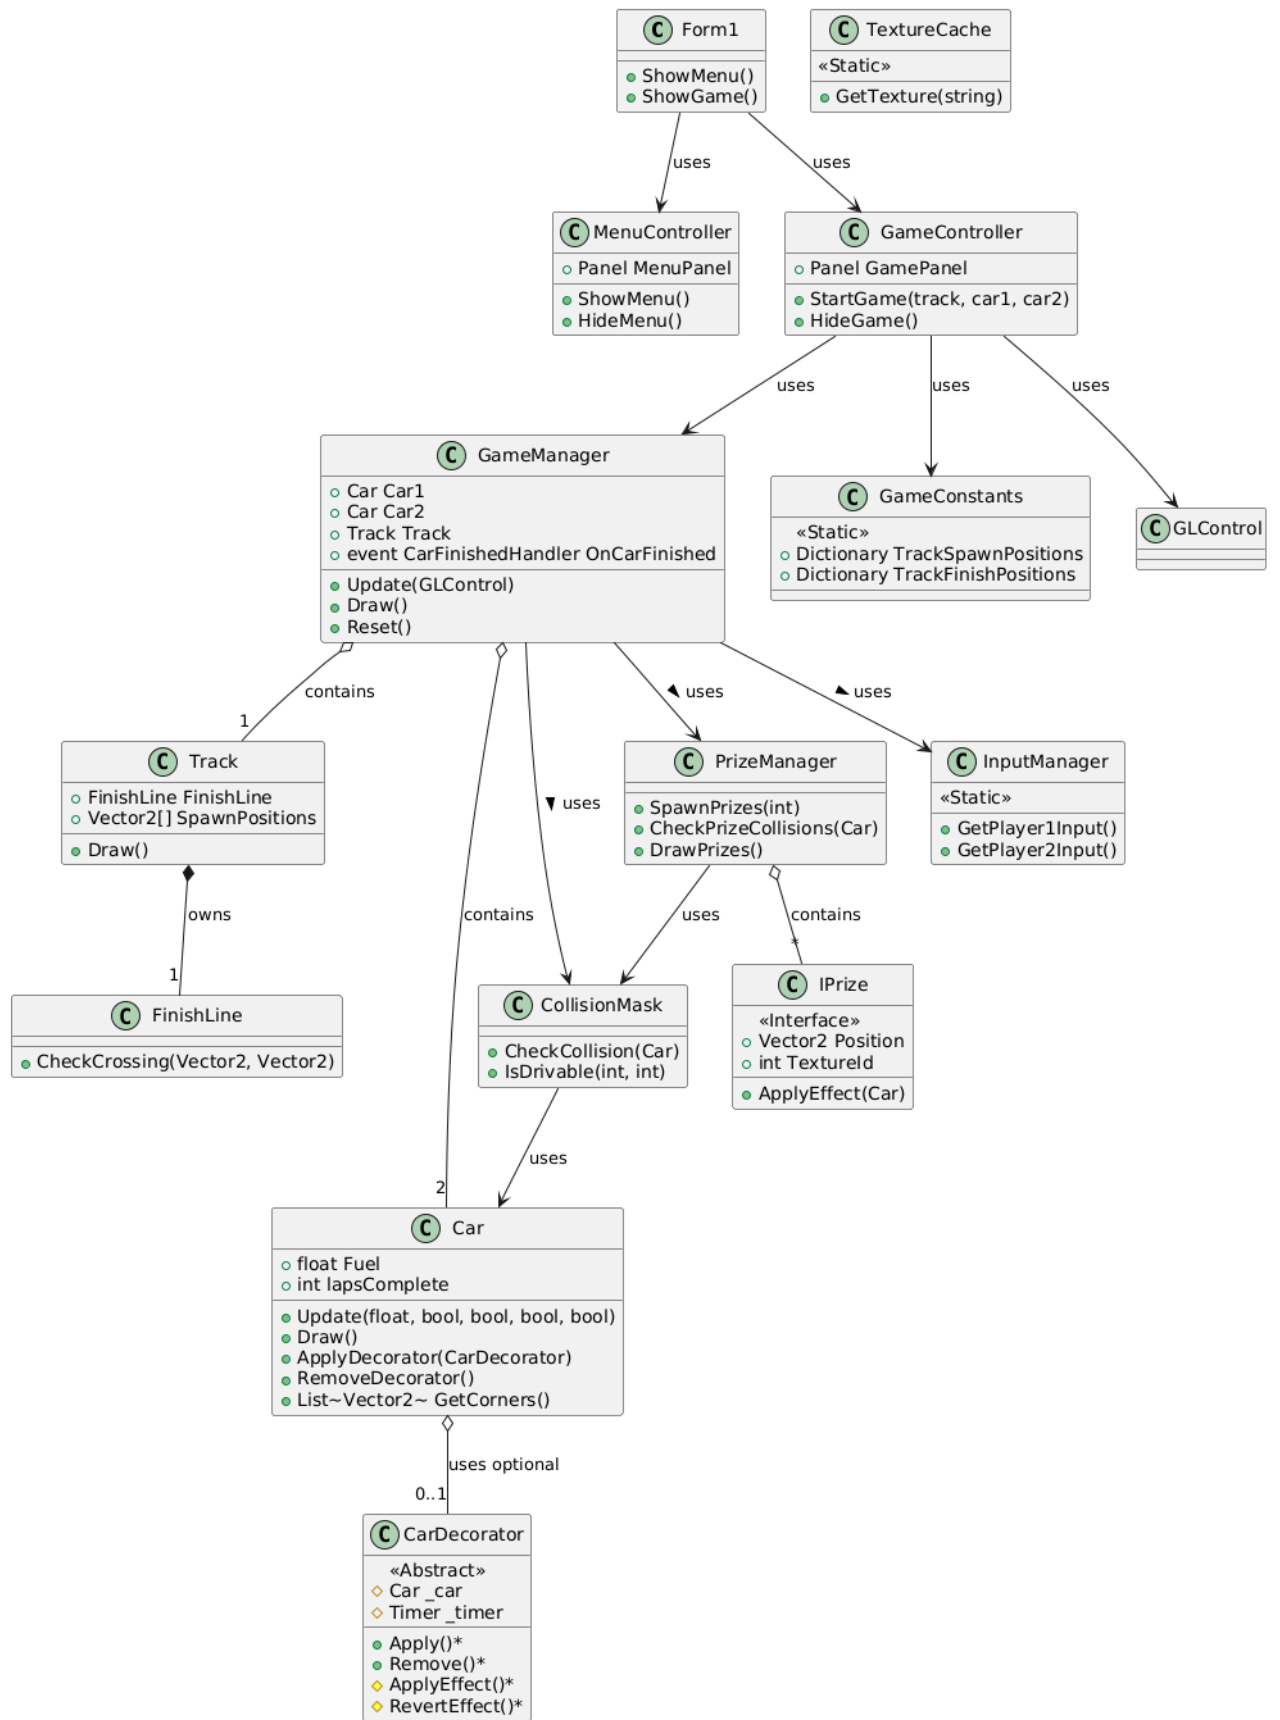 C Form1
ShowMenu()
ShowGame()
C TextureCache
«Static»
GetTexture(string)
uses
uses
C MenuController
Panel MenuPanel
ShowMenu()
HideMenu()
C GameController
Panel GamePanel
StartGame(track, car1, car2)
HideGame()
uses
uses
uses
C GameManager
Car Car1
Car Car2
Track Track
event CarFinishedHandler OnCarFinished
Update(GLControl)
Draw()
Reset()
C GameConstants
«Static»
Dictionary TrackSpawnPositions
Dictionary TrackFinishPositions
C GLControl
contains
1
uses
uses
C Track
FinishLine FinishLine
Vector2[] SpawnPositions
Draw()
uses
C PrizeManager
SpawnPrizes(int)
CheckPrizeCollisions(Car)
DrawPrizes()
C InputManager
«Static»
GetPlayer1Input()
GetPlayer2Input()
owns
1
contains
uses
contains
*
C FinishLine
CheckCrossing(Vector2, Vector2)
C CollisionMask
CheckCollision(Car)
IsDrivable(int, int)
C IPrize
«Interface»
Vector2 Position
int TextureId
ApplyEffect(Car)
uses
2
C Car
float Fuel
int lapsComplete
Update(float, bool, bool, bool, bool)
Draw()
ApplyDecorator(CarDecorator)
RemoveDecorator()
List~Vector2~ GetCorners()
uses optional
0..1
C CarDecorator
«Abstract»
Car _car
Timer _timer
Apply()*
Remove()*
ApplyEffect()*
RevertEffect()*